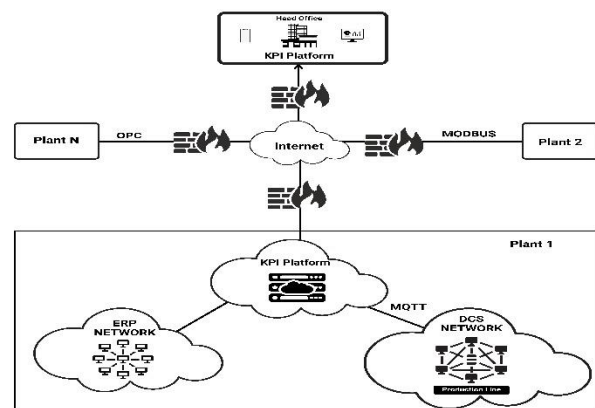 Head Office
KPI Platform
Plant N
OPC
Internet
MODBUS
Plant 2
Plant 1
KPI Platform
MQTT
ERP
NETWORK
DCS
NETWORK
Production Line